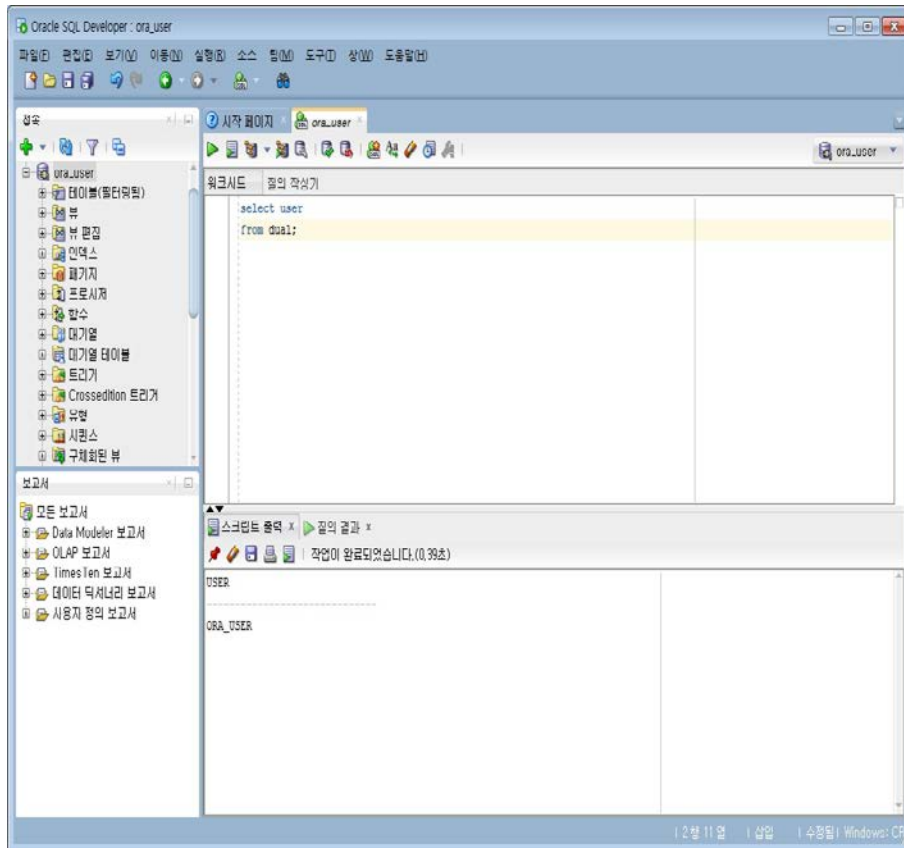 Oracle SQL Developer : ora_user
파일(F) 편집(E) 보기(V) 이동(N) 실행(R) 소스 팀(M) 도구(T) 창(W) 도움말(H)
접속
시작 페이지
ora_user
ora_user
ora_user
테이블(필터링됨)
뷰
뷰 편집
인덱스
패키지
프로시저
함수
대기열
대기열 테이블
트리거
Crossedition 트리거
유형
시퀀스
구체화된 뷰
워크시트 질의 작성기
select user
from dual;
보고서
모든 보고서
Data Modeler 보고서
OLAP 보고서
TimesTen 보고서
데이터 딕셔너리 보고서
사용자 정의 보고서
스크립트 출력 x 질의 결과 x
작업이 완료되었습니다.(0.39초)
USER
------------------------------
ORA_USER
2행 11열 삽입 수정됨 Windows: CR